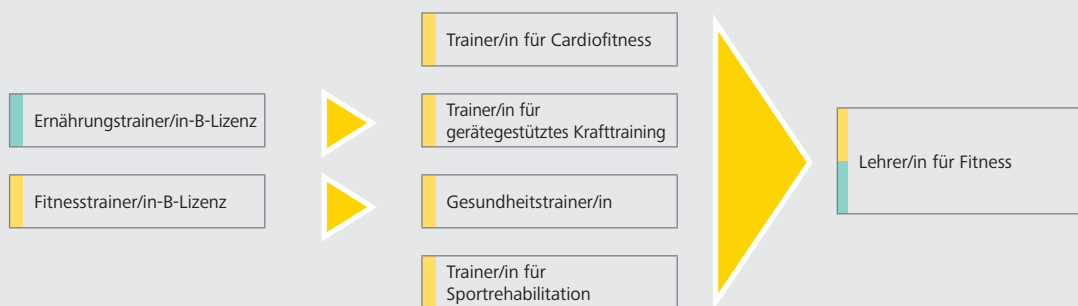 Trainer/in für Cardiofitness
Ernährungstrainer/in-B-Lizenz
Trainer/in für
gerätegestütztes Krafttraining
Lehrer/in für Fitness
Fitnesstrainer/in-B-Lizenz
Gesundheitstrainer/in
Trainer/in für
Sportrehabilitation